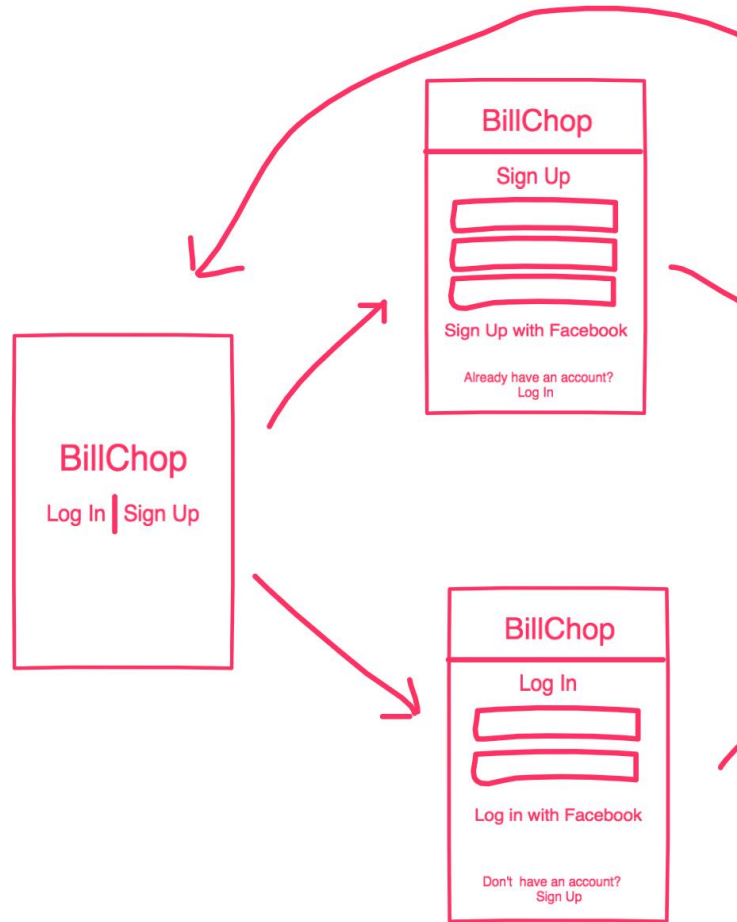 BillChop
Log In | Sign Up
BillChop
Sign Up
Sign Up with Facebook
Already have an account?
Log In
BillChop
Log In
Log in with Facebook
Don't have an account?
Sign Up